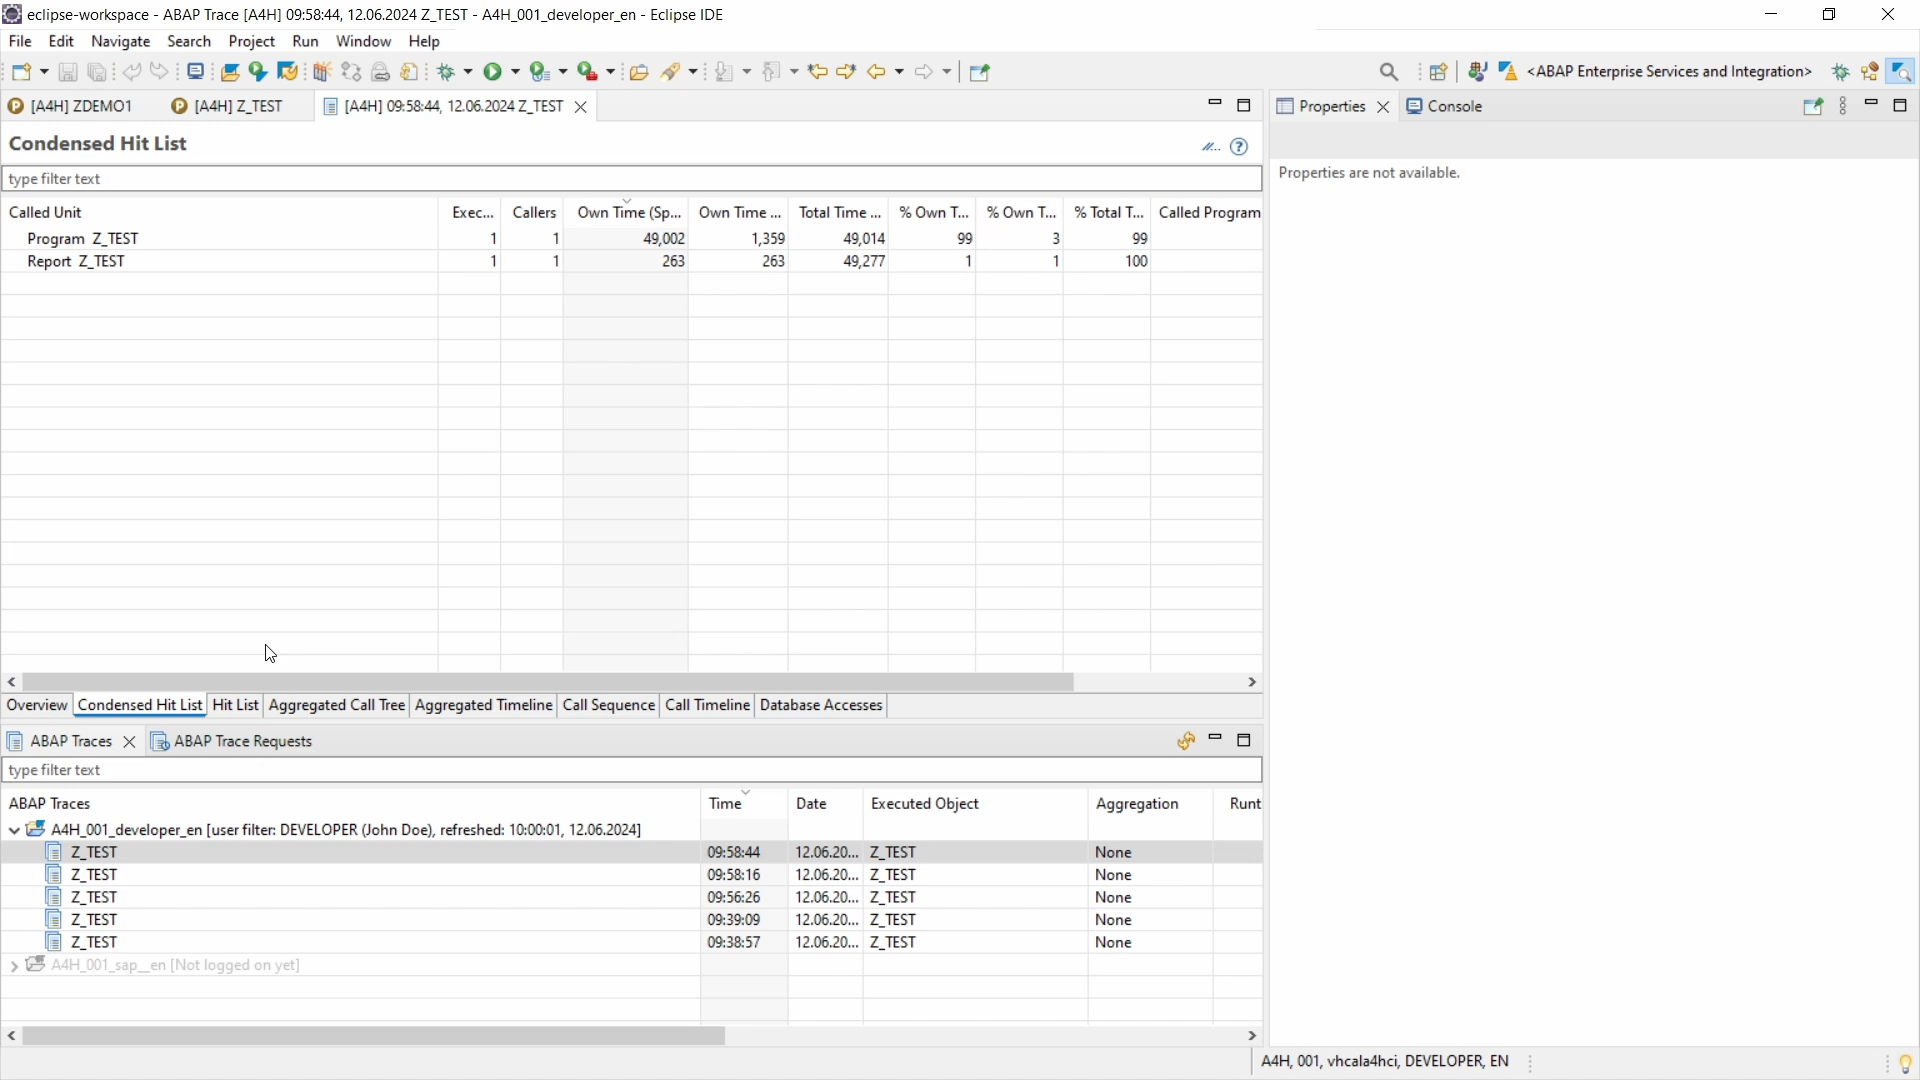 eclipse-workspace - ABAP Trace [A4H] 09:58:44, 12.06.2024 Z_TEST - A4H_001_developer_en - Eclipse IDE
File Edit Navigate Search Project Run Window Help
<ABAP Enterprise Services and Integration>
[A4H] ZDEMO1 [A4H] Z_TEST [A4H] 09:58:44, 12.06.2024 Z_TEST
Properties Console
Condensed Hit List
type filter text
Properties are not available.
Called Unit Exec... Callers Own Time (Sp... Own Time ... Total Time ... % Own T... % Own T... % Total T... Called Program
Program Z_TEST 1 1 49,002 1,359 49,014 99 3 99
Report Z_TEST 1 1 263 263 49,277 1 1 100
Overview Condensed Hit List Hit List Aggregated Call Tree Aggregated Timeline Call Sequence Call Timeline Database Accesses
ABAP Traces ABAP Trace Requests
type filter text
ABAP Traces Time Date Executed Object Aggregation Runt
A4H_001_developer_en [user filter: DEVELOPER (John Doe), refreshed: 10:00:01, 12.06.2024]
Z_TEST 09:58:44 12.06.20... Z_TEST None
Z_TEST 09:58:16 12.06.20... Z_TEST None
Z_TEST 09:56:26 12.06.20... Z_TEST None
Z_TEST 09:39:09 12.06.20... Z_TEST None
Z_TEST 09:38:57 12.06.20... Z_TEST None
A4H_001_sap__en [Not logged on yet]
A4H, 001, vhcala4hci, DEVELOPER, EN